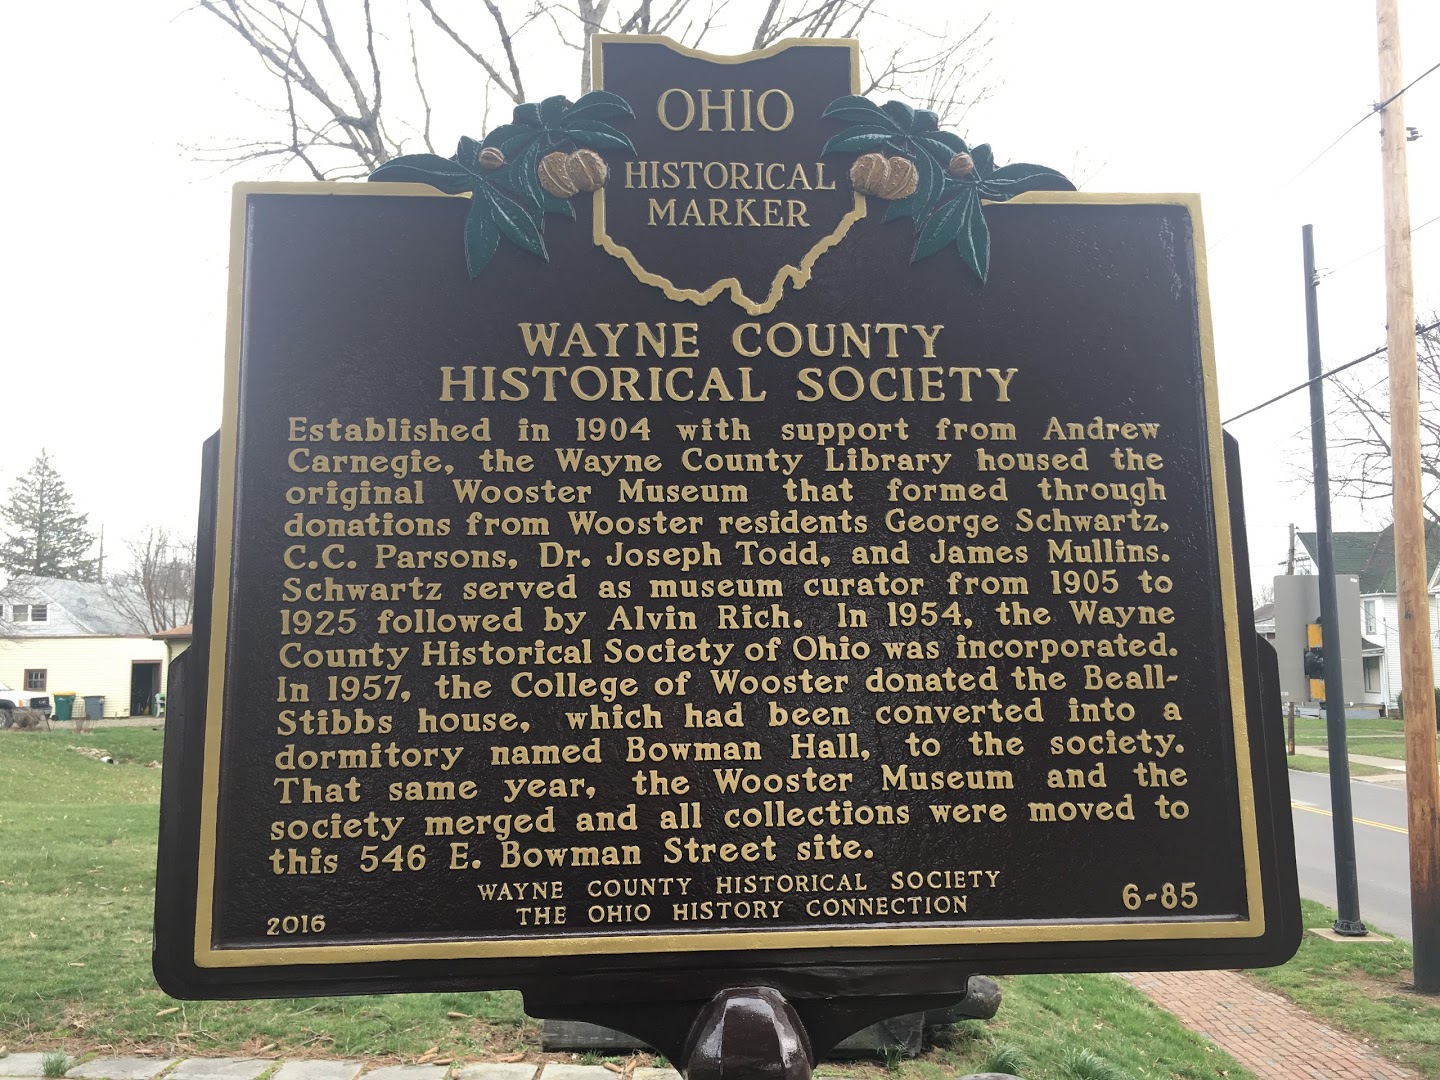 OHIO
HISTORICAL
MARKER
WAYNE COUNTY
HISTORICAL SOCIETY
Established in 1904 with support from Andrew
Carnegie, the Wayne County Library housed the
original Wooster Museum that formed through
donations from Wooster residents George Schwartz,
C.C. Parsons, Dr. Joseph Todd, and James Mullins.
Schwartz served as museum curator from 1905 to
1925 followed by Alvin Rich. In 1954, the Wayne
County Historical Society of Ohio was incorporated.
In 1957, the College of Wooster donated the Beall-
Stibbs house, which had been converted into a
dormitory named Bowman Hall, to the society.
That same year, the Wooster Museum and the
society merged and all collections were moved to
this 546 E. Bowman Street site.
WAYNE COUNTY HISTORICAL SOCIETY
THE OHIO HISTORY CONNECTION
2016
6-85